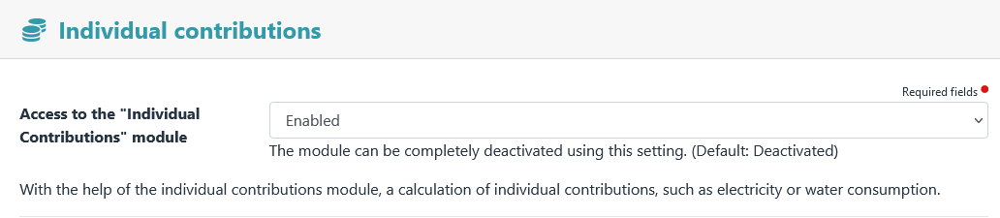 Individual contributions
Required fields
Access to the "Individual
Contributions" module
Enabled
The module can be completely deactivated using this setting. (Default: Deactivated)
With the help of the individual contributions module, a calculation of individual contributions, such as electricity or water consumption.